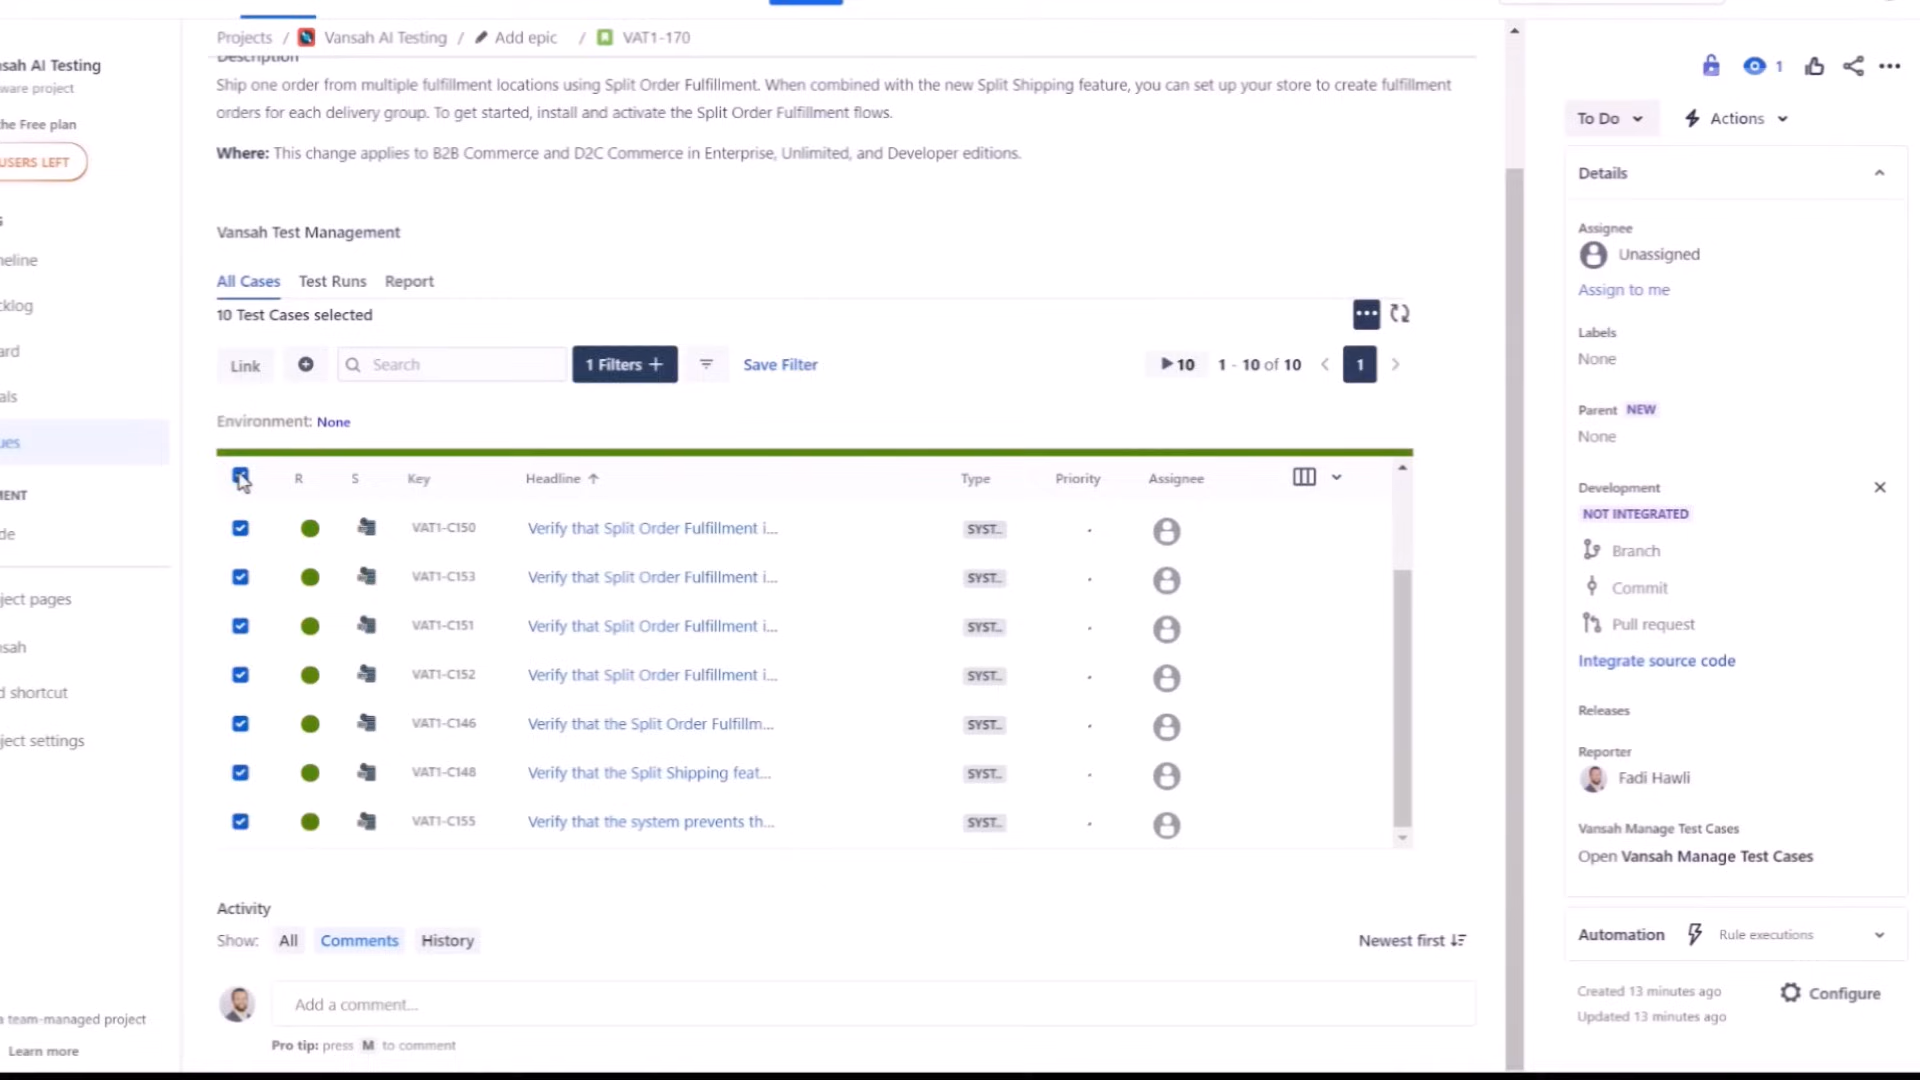 Projects / Vansah AI Testing / Add epic / VAT1-170
Description
Ship one order from multiple fulfillment locations using Split Order Fulfillment. When combined with the new Split Shipping feature, you can set up your store to create fulfillment
orders for each delivery group. To get started, install and activate the Split Order Fulfillment flows.
Where: This change applies to B2B Commerce and D2C Commerce in Enterprise, Unlimited, and Developer editions.
Vansah Test Management
All Cases Test Runs Report
10 Test Cases selected
Link Search 1 Filters + Save Filter 10 1 - 10 of 10 < 1 >
Environment: None
R S Key Headline ↑ Type Priority Assignee
VAT1-C150 Verify that Split Order Fulfillment i... SYST..
VAT1-C153 Verify that Split Order Fulfillment i... SYST..
VAT1-C151 Verify that Split Order Fulfillment i... SYST..
VAT1-C152 Verify that Split Order Fulfillment i... SYST..
VAT1-C146 Verify that the Split Order Fulfillm... SYST..
VAT1-C148 Verify that the Split Shipping feat... SYST..
VAT1-C155 Verify that the system prevents th... SYST..
Activity
Show: All Comments History Newest first
Add a comment...
Pro tip: press M to comment
sah AI Testing
ware project
the Free plan
USERS LEFT
s
neline
klog
ard
als
ues
MENT
de
ject pages
sah
d shortcut
ject settings
a team-managed project
Learn more
1
To Do Actions
Details
Assignee
Unassigned
Assign to me
Labels
None
Parent NEW
None
Development
NOT INTEGRATED
Branch
Commit
Pull request
Integrate source code
Releases
Reporter
Fadi Hawli
Vansah Manage Test Cases
Open Vansah Manage Test Cases
Automation Rule executions
Created 13 minutes ago Configure
Updated 13 minutes ago